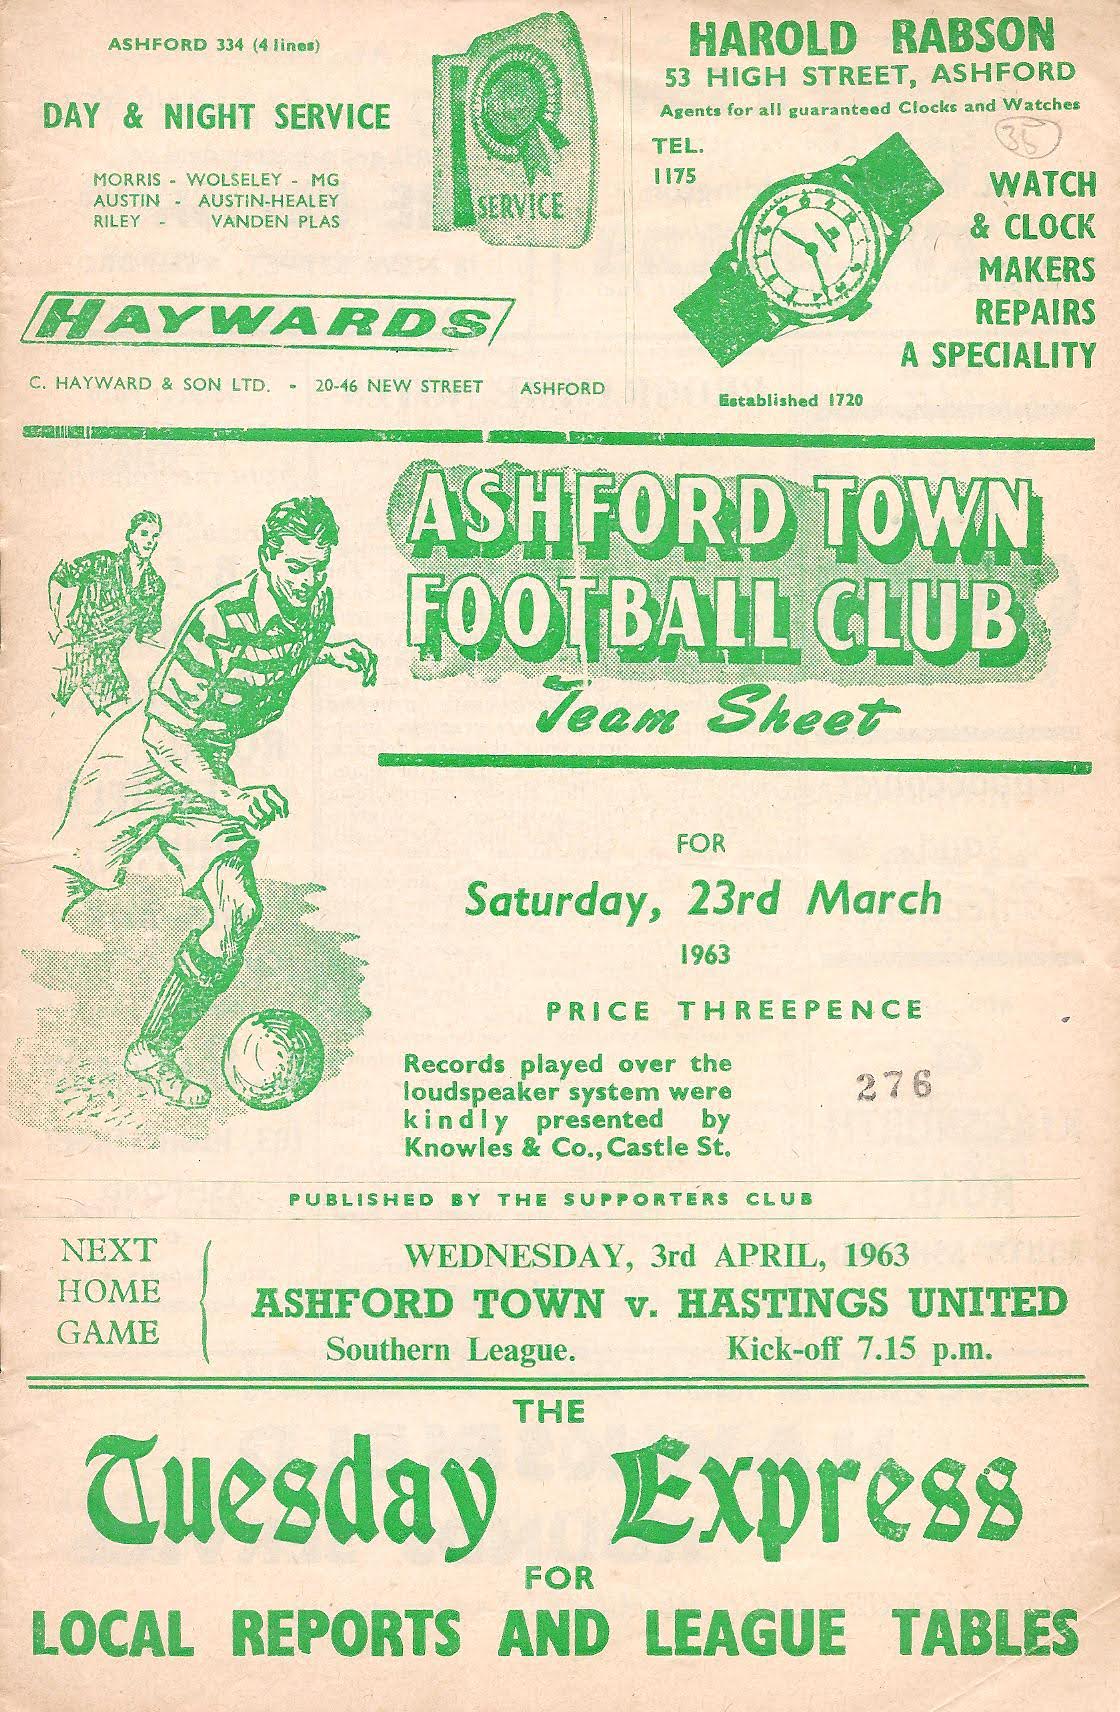 ASHFORD 334 (4 lines)
DAY & NIGHT SERVICE
MORRIS - WOLSELEY - MG
AUSTIN - AUSTIN-HEALEY
RILEY - VANDEN PLAS
SERVICE
HAYWARDS
C. HAYWARD & SON LTD. - 20-46 NEW STREET ASHFORD
HAROLD RABSON
53 HIGH STREET, ASHFORD
Agents for all guaranteed Clocks and Watches
35
TEL.
1175
WATCH
& CLOCK
MAKERS
REPAIRS
A SPECIALITY
Established 1720
ASHFORD TOWN
FOOTBALL CLUB
Team Sheet
FOR
Saturday, 23rd March
1963
PRICE THREEPENCE
Records played over the
loudspeaker system were
kindly presented by
Knowles & Co., Castle St.
276
PUBLISHED BY THE SUPPORTERS CLUB
NEXT
HOME
GAME
WEDNESDAY, 3rd APRIL, 1963
ASHFORD TOWN v. HASTINGS UNITED
Southern League. Kick-off 7.15 p.m.
THE
Tuesday Express
FOR
LOCAL REPORTS AND LEAGUE TABLES